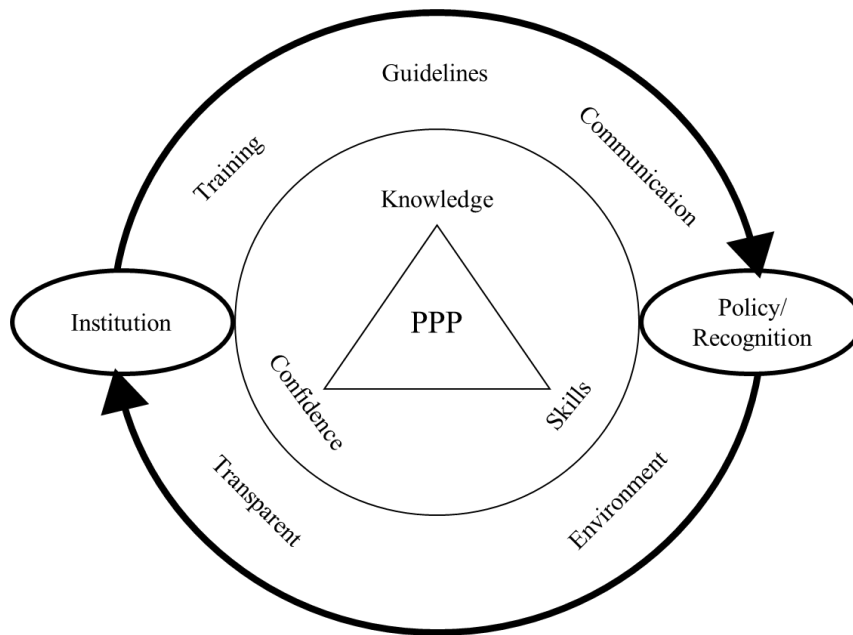 Guidelines
Communication
Training
Knowledge
PPP
Institution
Policy/
Recognition
Confidence
Skills
Transparent
Environment